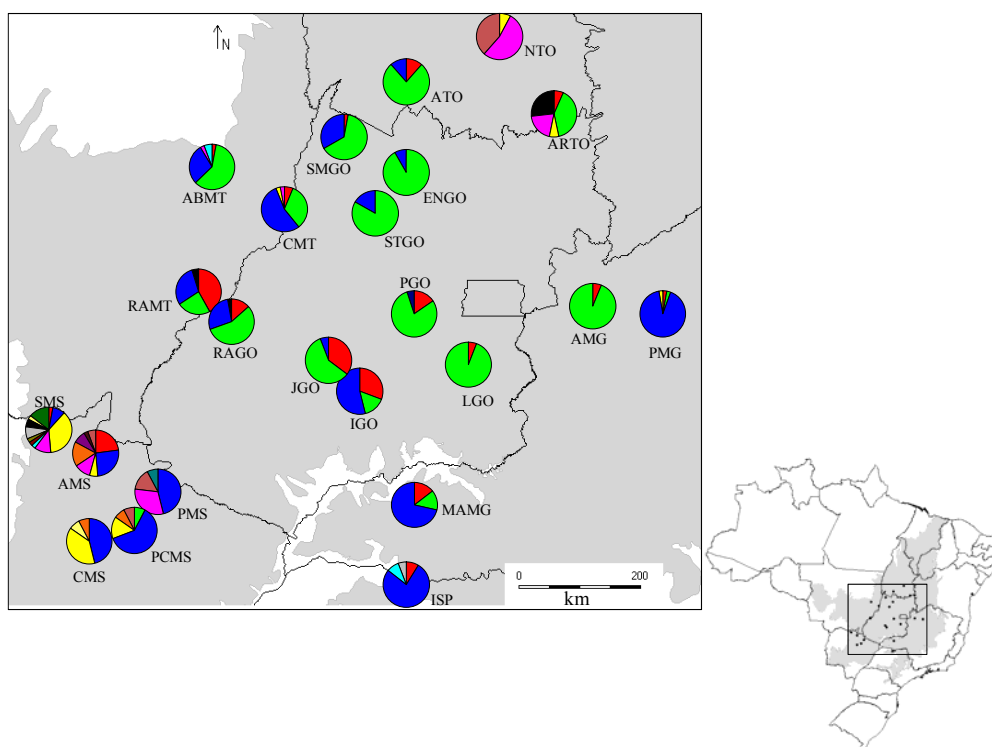 N
NTO
ATO
ARTO
SMGO
ENGO
ABMT
STGO
CMT
PGO
RAMT
RAGO
AMG
PMG
JGO
LGO
IGO
SMS
AMS
PMS
MAMG
PCMS
CMS
ISP
0 200
km